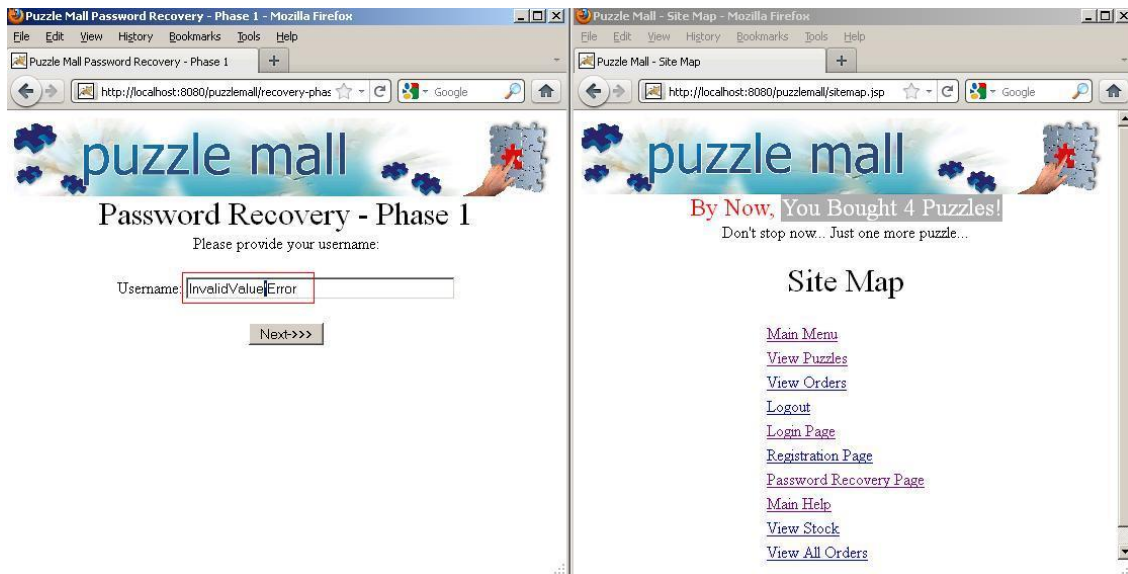 Puzzle Mall Password Recovery - Phase 1 - Mozilla Firefox
File Edit View History Bookmarks Tools Help
Puzzle Mall Password Recovery - Phase 1
http://localhost:8080/puzzlemall/recovery-phas
Google
puzzle mall
Password Recovery - Phase 1
Please provide your username:
Username: InvalidValue'Error
Next->>>
Puzzle Mall - Site Map - Mozilla Firefox
File Edit View History Bookmarks Tools Help
Puzzle Mall - Site Map
http://localhost:8080/puzzlemall/sitemap.jsp
Google
puzzle mall
By Now, You Bought 4 Puzzles!
Don't stop now... Just one more puzzle...
Site Map
Main Menu
View Puzzles
View Orders
Logout
Login Page
Registration Page
Password Recovery Page
Main Help
View Stock
View All Orders